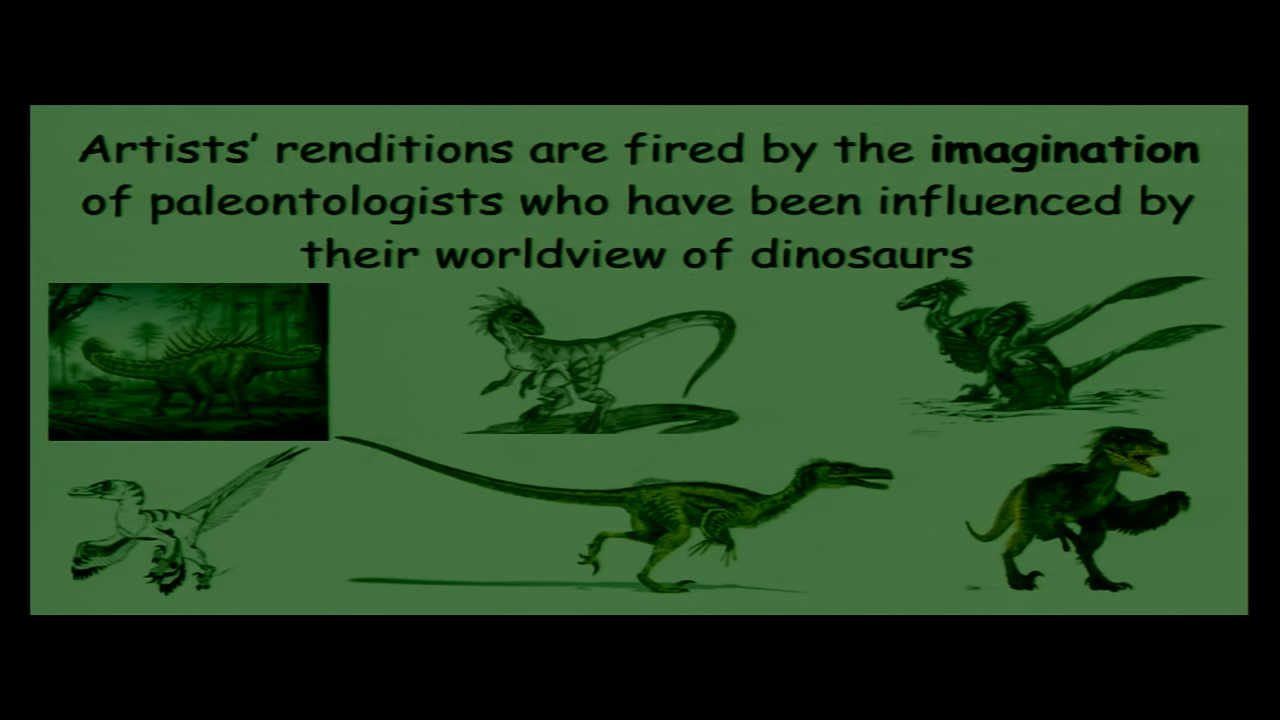 Artists’ renditions are fired by the imagination
of paleontologists who have been influenced by
their worldview of dinosaurs